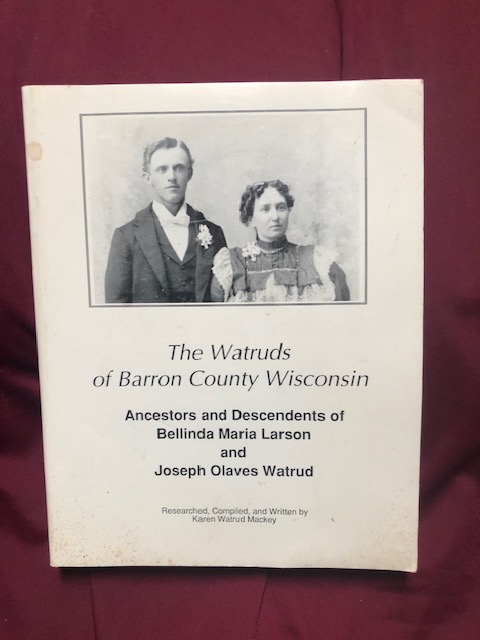 The Watruds
of Barron County Wisconsin
Ancestors and Descendents of
Bellinda Maria Larson
and
Joseph Olaves Watrud
Researched, Compiled, and Written by
Karen Watrud Mackey